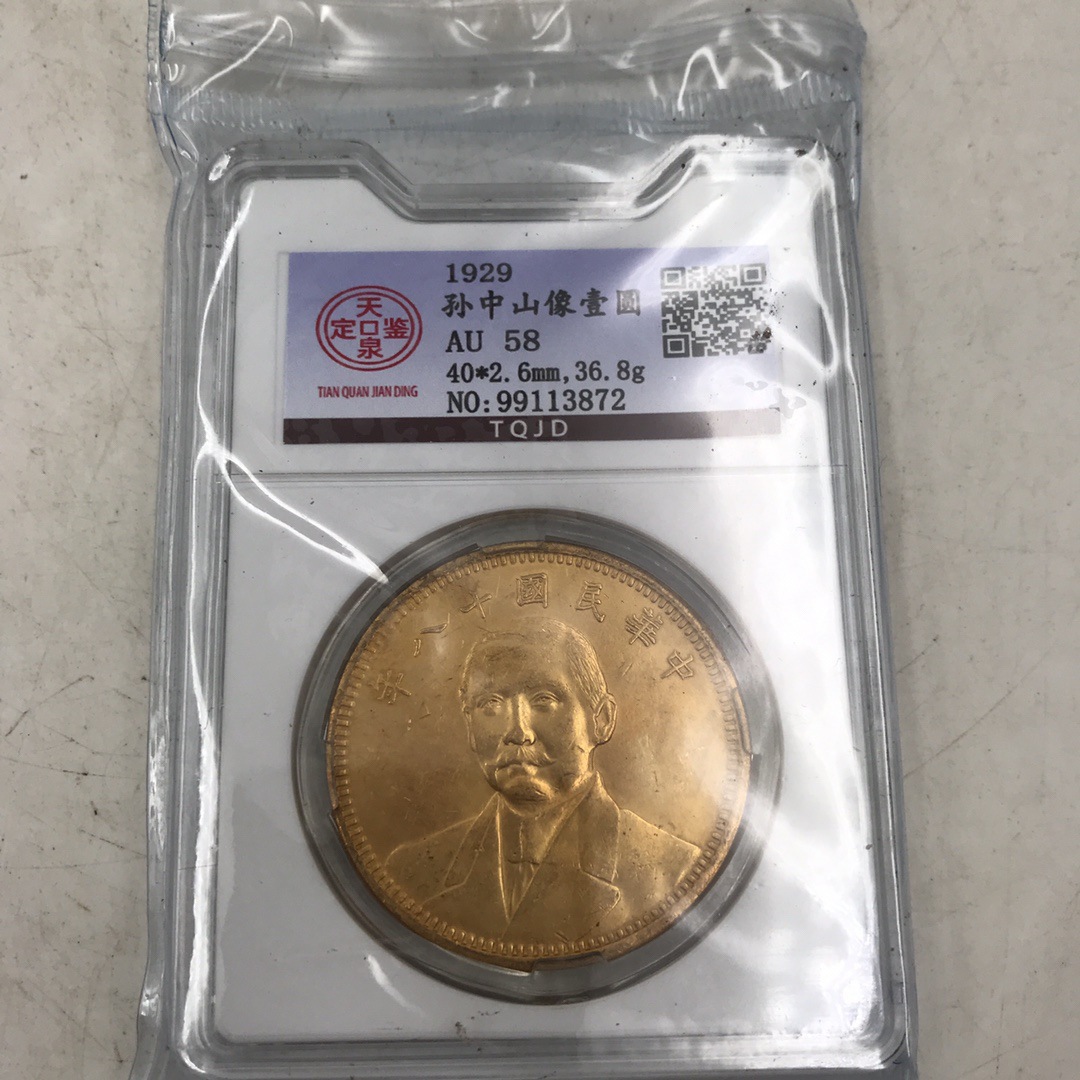 1929
孙中山像壹圓
AU 58
40*2.6mm,36.8g
NO:99113872
天泉鉴定
TIAN QUAN JIAN DING
TQJD
中華民國十八年